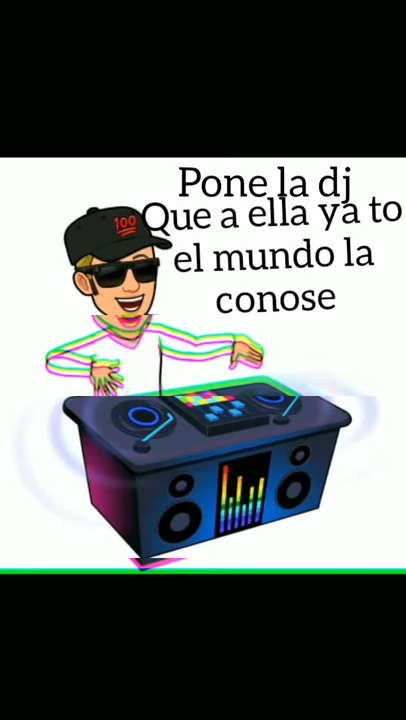 Pone la dj
Que a ella ya to
el mundo la
conose
100